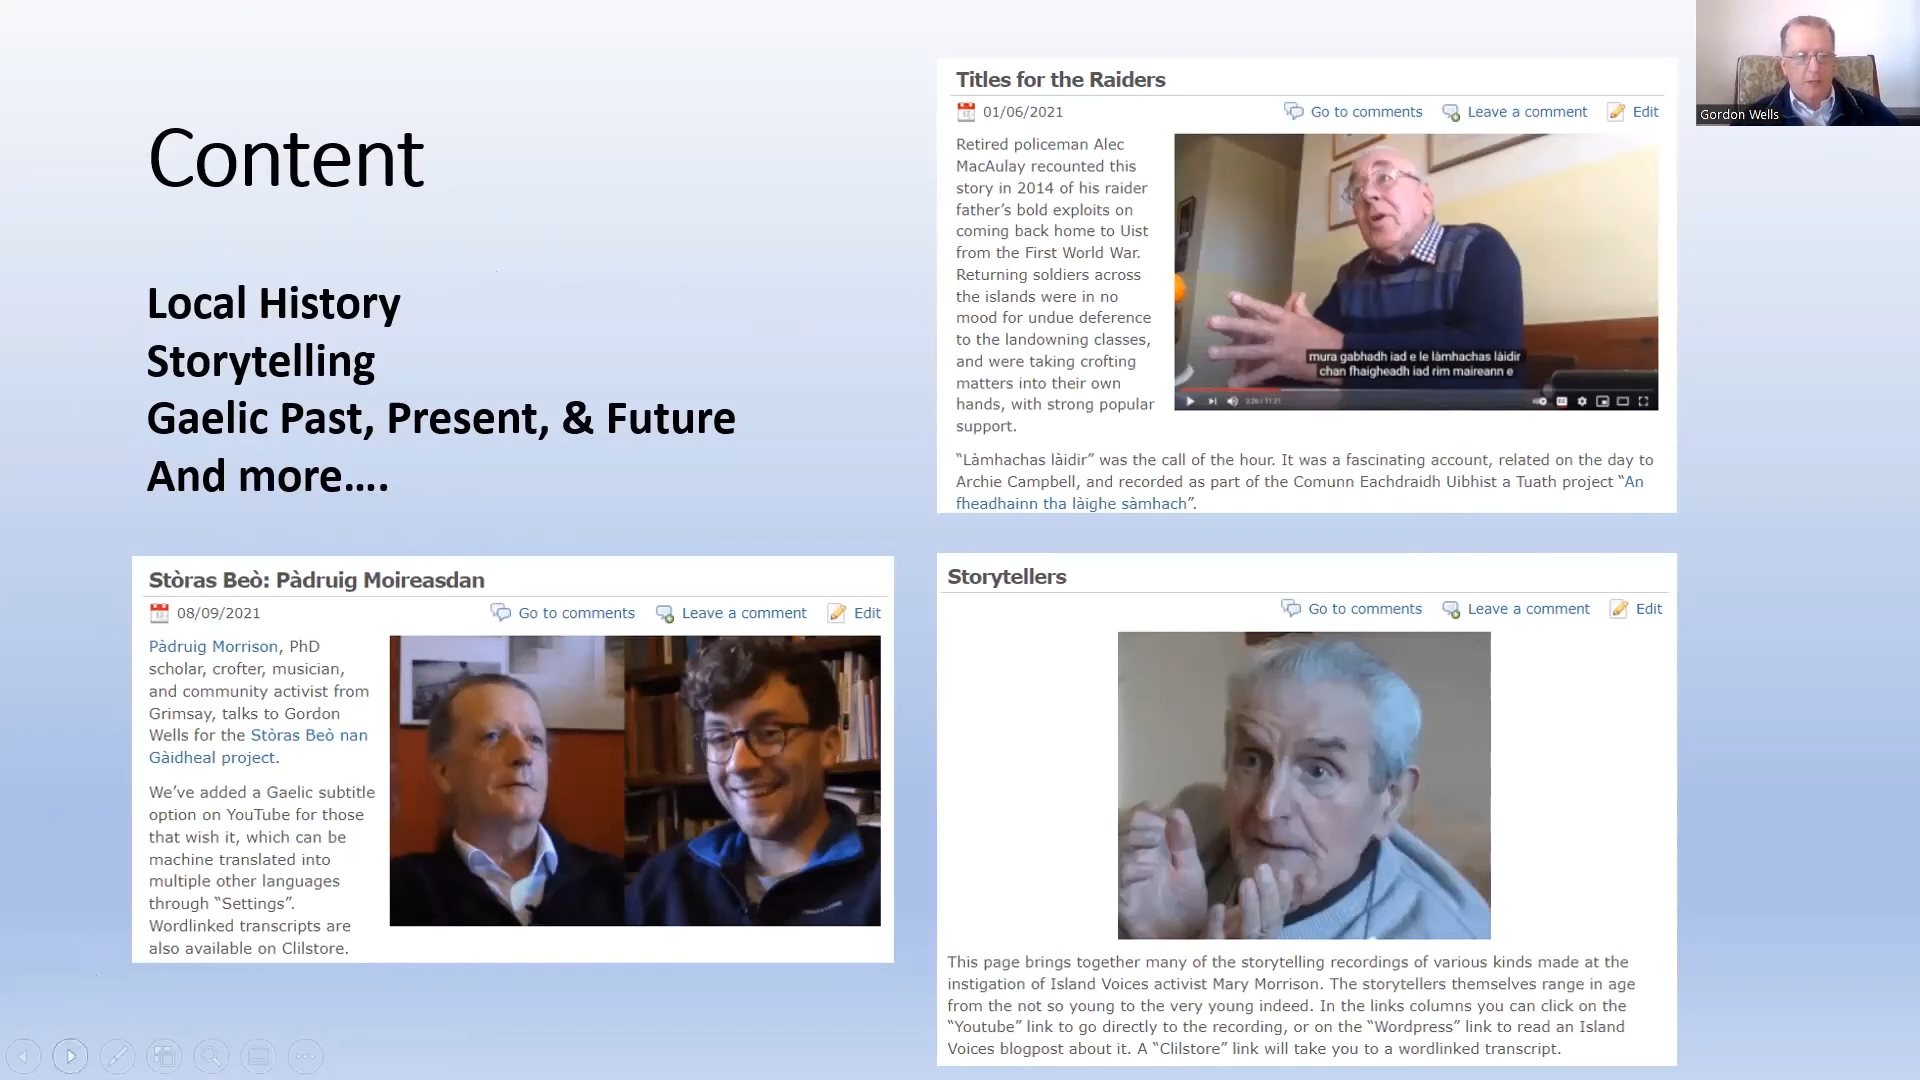 Content
Local History
Storytelling
Gaelic Past, Present, & Future
And more….
Titles for the Raiders
01/06/2021
Go to comments
Leave a comment
Edit
Retired policeman Alec
MacAulay recounted this
story in 2014 of his raider
father’s bold exploits on
coming back home to Uist
from the First World War.
Returning soldiers across
the islands were in no
mood for undue deference
to the landowning classes,
and were taking crofting
matters into their own
hands, with strong popular
support.
mura gabhadh iad e le làmhachas làidir
chan fhaigheadh iad rim maireann e
“Làmhachas làidir” was the call of the hour. It was a fascinating account, related on the day to
Archie Campbell, and recorded as part of the Comunn Eachdraidh Uibhist a Tuath project “An
fheadhainn tha làighe sàmhach”.
Gordon Wells
Stòras Beò: Pàdruig Moireasdan
08/09/2021
Go to comments
Leave a comment
Edit
Pàdruig Morrison, PhD
scholar, crofter, musician,
and community activist from
Grimsay, talks to Gordon
Wells for the Stòras Beò nan
Gàidheal project.
We’ve added a Gaelic subtitle
option on YouTube for those
that wish it, which can be
machine translated into
multiple other languages
through “Settings”.
Wordlinked transcripts are
also available on Clilstore.
Storytellers
Go to comments
Leave a comment
Edit
This page brings together many of the storytelling recordings of various kinds made at the
instigation of Island Voices activist Mary Morrison. The storytellers themselves range in age
from the not so young to the very young indeed. In the links columns you can click on the
“Youtube” link to go directly to the recording, or on the “Wordpress” link to read an Island
Voices blogpost about it. A “Clilstore” link will take you to a wordlinked transcript.